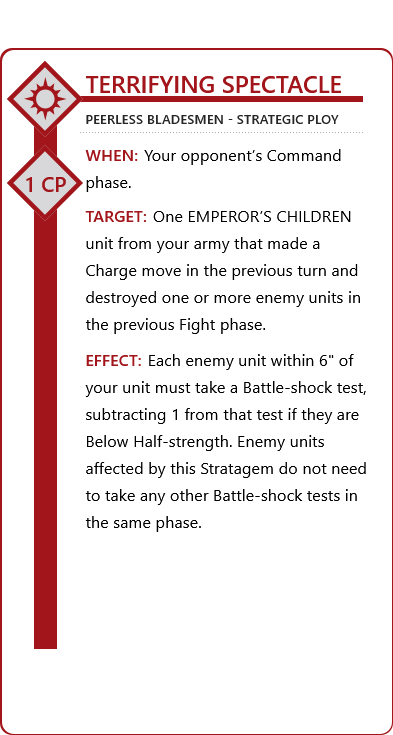 TERRIFYING SPECTACLE
PEERLESS BLADESMEN - STRATEGIC PLOY
1 CP
WHEN: Your opponent's Command
phase.
TARGET: One EMPEROR'S CHILDREN
unit from your army that made a
Charge move in the previous turn and
destroyed one or more enemy units in
the previous Fight phase.
EFFECT: Each enemy unit within 6" of
your unit must take a Battle-shock test,
subtracting 1 from that test if they are
Below Half-strength. Enemy units
affected by this Stratagem do not need
to take any other Battle-shock tests in
the same phase.